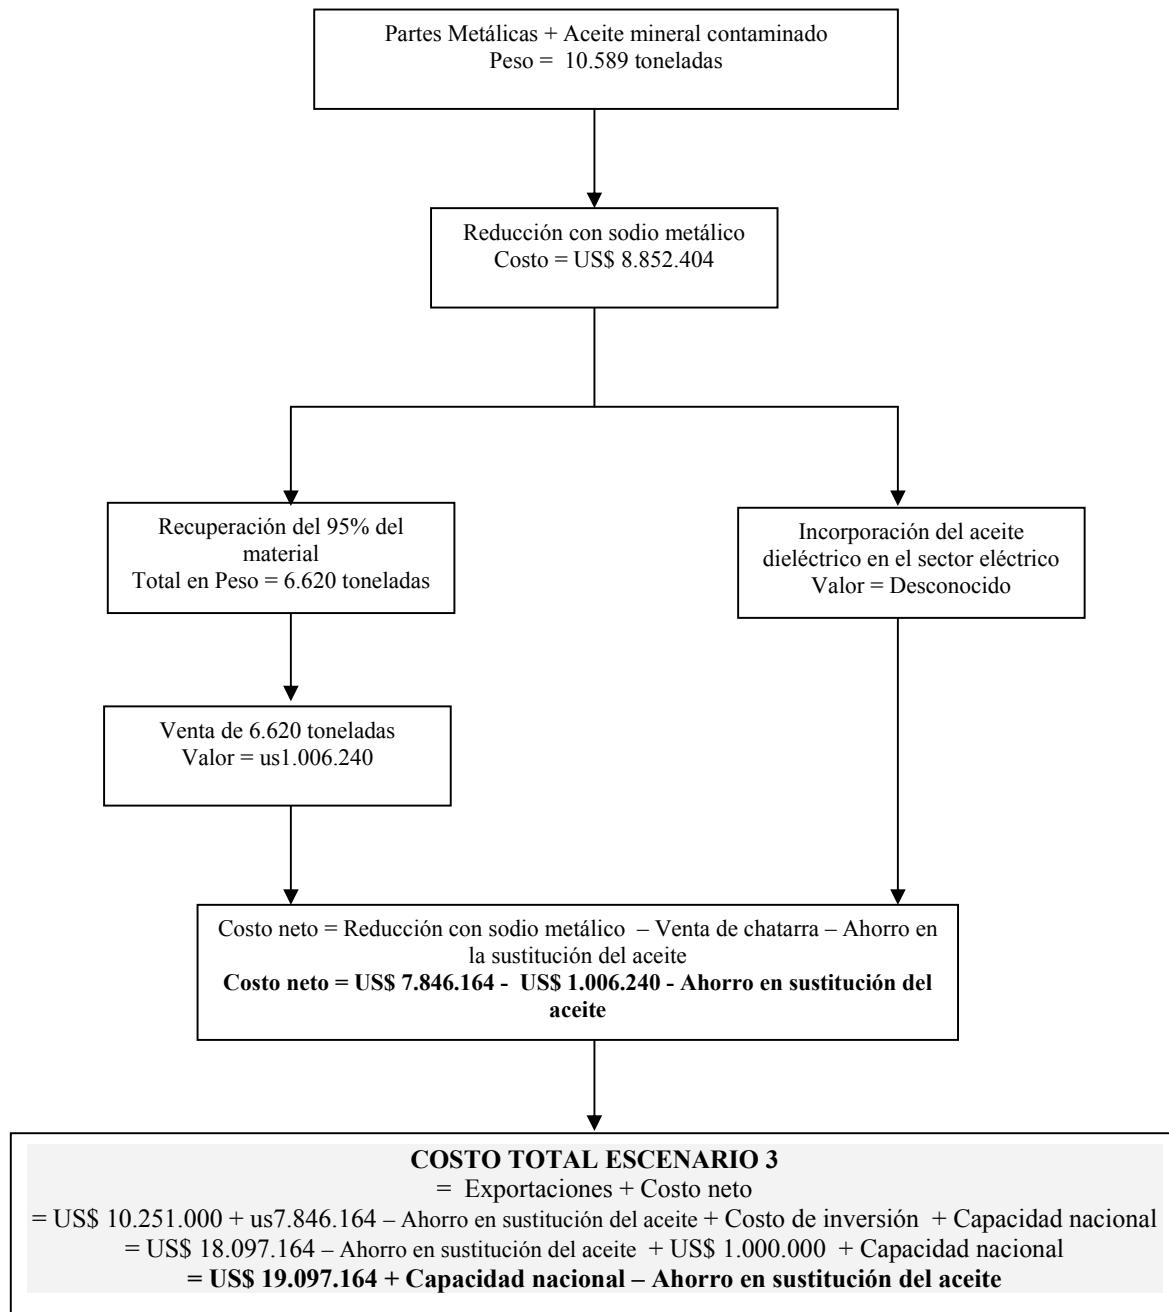 Partes Metálicas + Aceite mineral contaminado
Peso = 10.589 toneladas
Reducción con sodio metálico
Costo = US$ 8.852.404
Recuperación del 95% del
material
Total en Peso = 6.620 toneladas
Incorporación del aceite
dieléctrico en el sector eléctrico
Valor = Desconocido
Venta de 6.620 toneladas
Valor = us1.006.240
Costo neto = Reducción con sodio metálico – Venta de chatarra – Ahorro en
la sustitución del aceite
Costo neto = US$ 7.846.164 - US$ 1.006.240 - Ahorro en sustitución del
aceite
COSTO TOTAL ESCENARIO 3
= Exportaciones + Costo neto
= US$ 10.251.000 + us7.846.164 – Ahorro en sustitución del aceite + Costo de inversión + Capacidad nacional
= US$ 18.097.164 – Ahorro en sustitución del aceite + US$ 1.000.000 + Capacidad nacional
= US$ 19.097.164 + Capacidad nacional – Ahorro en sustitución del aceite